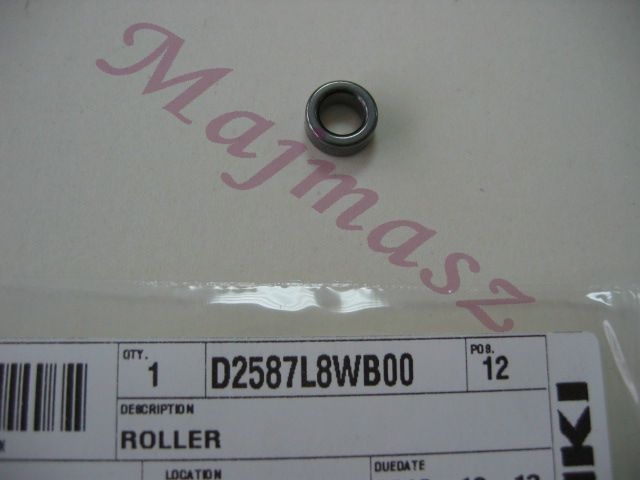 Majmasz
QTY. POS.
1 D2587L8WB00 12
DESCRIPTION
ROLLER
LOCATION DUEDATE